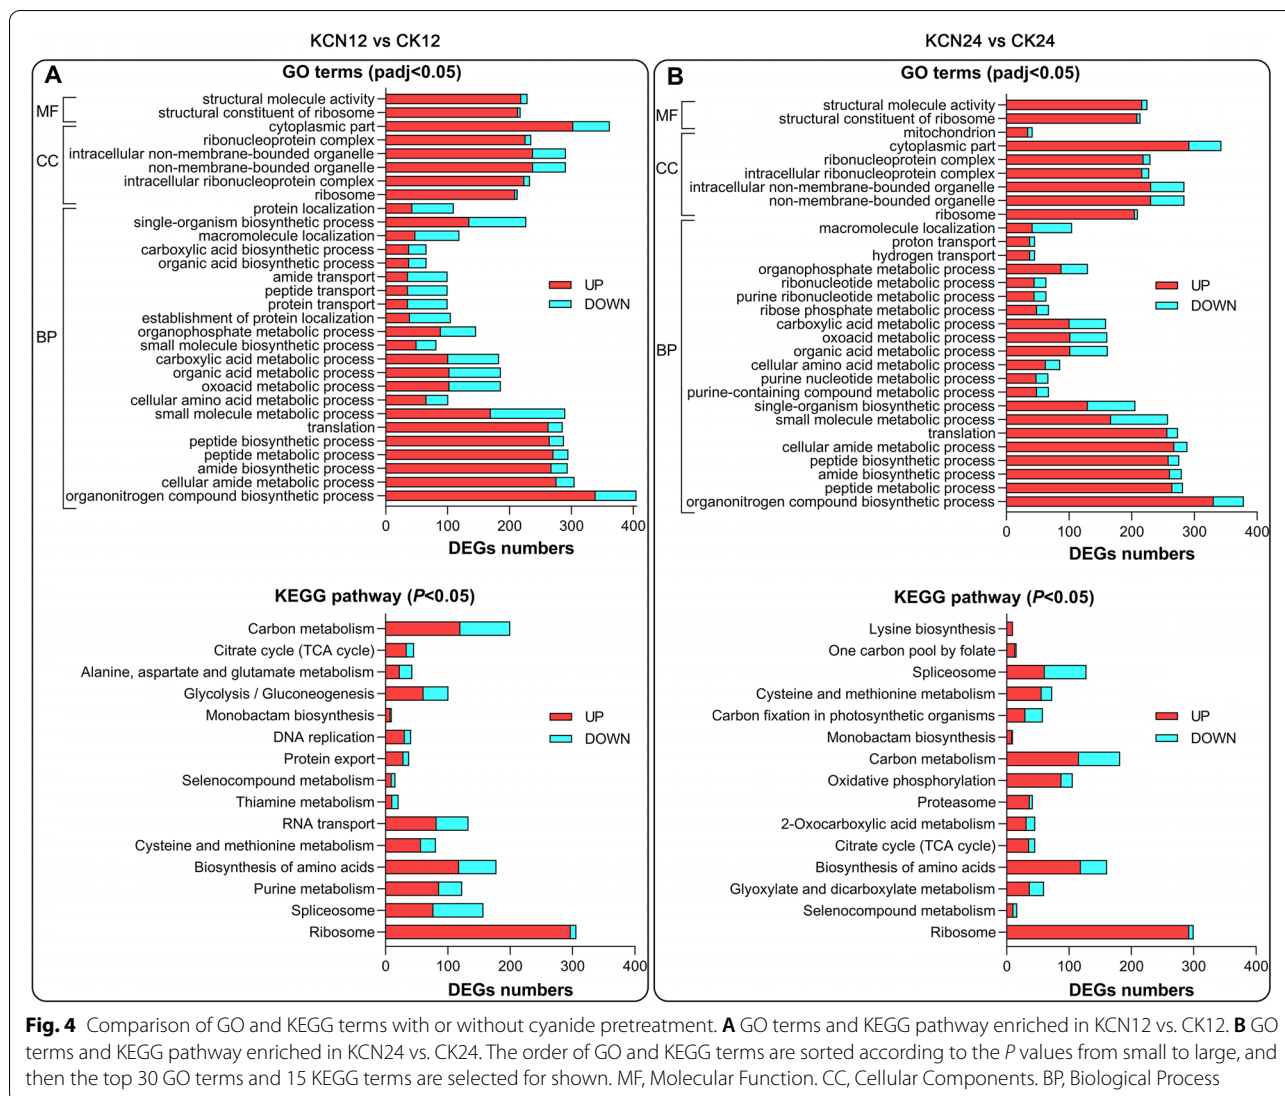 KCN12 vs CK12
A
GO terms (padj<0.05)
MF
CC
BP
structural molecule activity
structural constituent of ribosome
cytoplasmic part
ribonucleoprotein complex
intracellular non-membrane-bounded organelle
non-membrane-bounded organelle
intracellular ribonucleoprotein complex
ribosome
protein localization
single-organism biosynthetic process
macromolecule localization
carboxylic acid biosynthetic process
organic acid biosynthetic process
amide transport
peptide transport
protein transport
establishment of protein localization
organophosphate metabolic process
small molecule biosynthetic process
carboxylic acid metabolic process
organic acid metabolic process
oxoacid metabolic process
cellular amino acid metabolic process
small molecule metabolic process
translation
peptide biosynthetic process
peptide metabolic process
amide biosynthetic process
cellular amide metabolic process
organonitrogen compound biosynthetic process
UP
DOWN
0 100 200 300 400
DEGs numbers
KEGG pathway (P<0.05)
Carbon metabolism
Citrate cycle (TCA cycle)
Alanine, aspartate and glutamate metabolism
Glycolysis / Gluconeogenesis
Monobactam biosynthesis
DNA replication
Protein export
Selenocompound metabolism
Thiamine metabolism
RNA transport
Cysteine and methionine metabolism
Biosynthesis of amino acids
Purine metabolism
Spliceosome
Ribosome
UP
DOWN
0 100 200 300 400
DEGs numbers
KCN24 vs CK24
B
GO terms (padj<0.05)
MF
CC
BP
structural molecule activity
structural constituent of ribosome
mitochondrion
cytoplasmic part
ribonucleoprotein complex
intracellular ribonucleoprotein complex
intracellular non-membrane-bounded organelle
non-membrane-bounded organelle
ribosome
macromolecule localization
proton transport
hydrogen transport
organophosphate metabolic process
ribonucleotide metabolic process
purine ribonucleotide metabolic process
ribose phosphate metabolic process
carboxylic acid metabolic process
oxoacid metabolic process
organic acid metabolic process
cellular amino acid metabolic process
purine nucleotide metabolic process
purine-containing compound metabolic process
single-organism biosynthetic process
small molecule metabolic process
translation
cellular amide metabolic process
peptide biosynthetic process
amide biosynthetic process
peptide metabolic process
organonitrogen compound biosynthetic process
UP
DOWN
0 100 200 300 400
DEGs numbers
KEGG pathway (P<0.05)
Lysine biosynthesis
One carbon pool by folate
Spliceosome
Cysteine and methionine metabolism
Carbon fixation in photosynthetic organisms
Monobactam biosynthesis
Carbon metabolism
Oxidative phosphorylation
Proteasome
2-Oxocarboxylic acid metabolism
Citrate cycle (TCA cycle)
Biosynthesis of amino acids
Glyoxylate and dicarboxylate metabolism
Selenocompound metabolism
Ribosome
UP
DOWN
0 100 200 300 400
DEGs numbers
Fig. 4 Comparison of GO and KEGG terms with or without cyanide pretreatment. A GO terms and KEGG pathway enriched in KCN12 vs. CK12. B GO
terms and KEGG pathway enriched in KCN24 vs. CK24. The order of GO and KEGG terms are sorted according to the P values from small to large, and
then the top 30 GO terms and 15 KEGG terms are selected for shown. MF, Molecular Function. CC, Cellular Components. BP, Biological Process